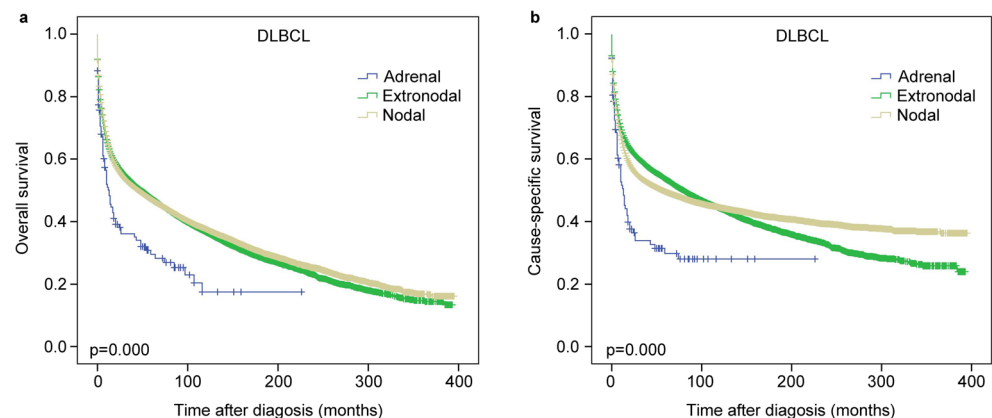 a
DLBCL
Adrenal
Extronodal
Nodal
Overall survival
1.0
0.8
0.6
0.4
0.2
0.0
p=0.000
0 100 200 300 400
Time after diagosis (months)
b
DLBCL
Adrenal
Extronodal
Nodal
Cause-specific survival
1.0
0.8
0.6
0.4
0.2
0.0
p=0.000
0 100 200 300 400
Time after diagosis (months)